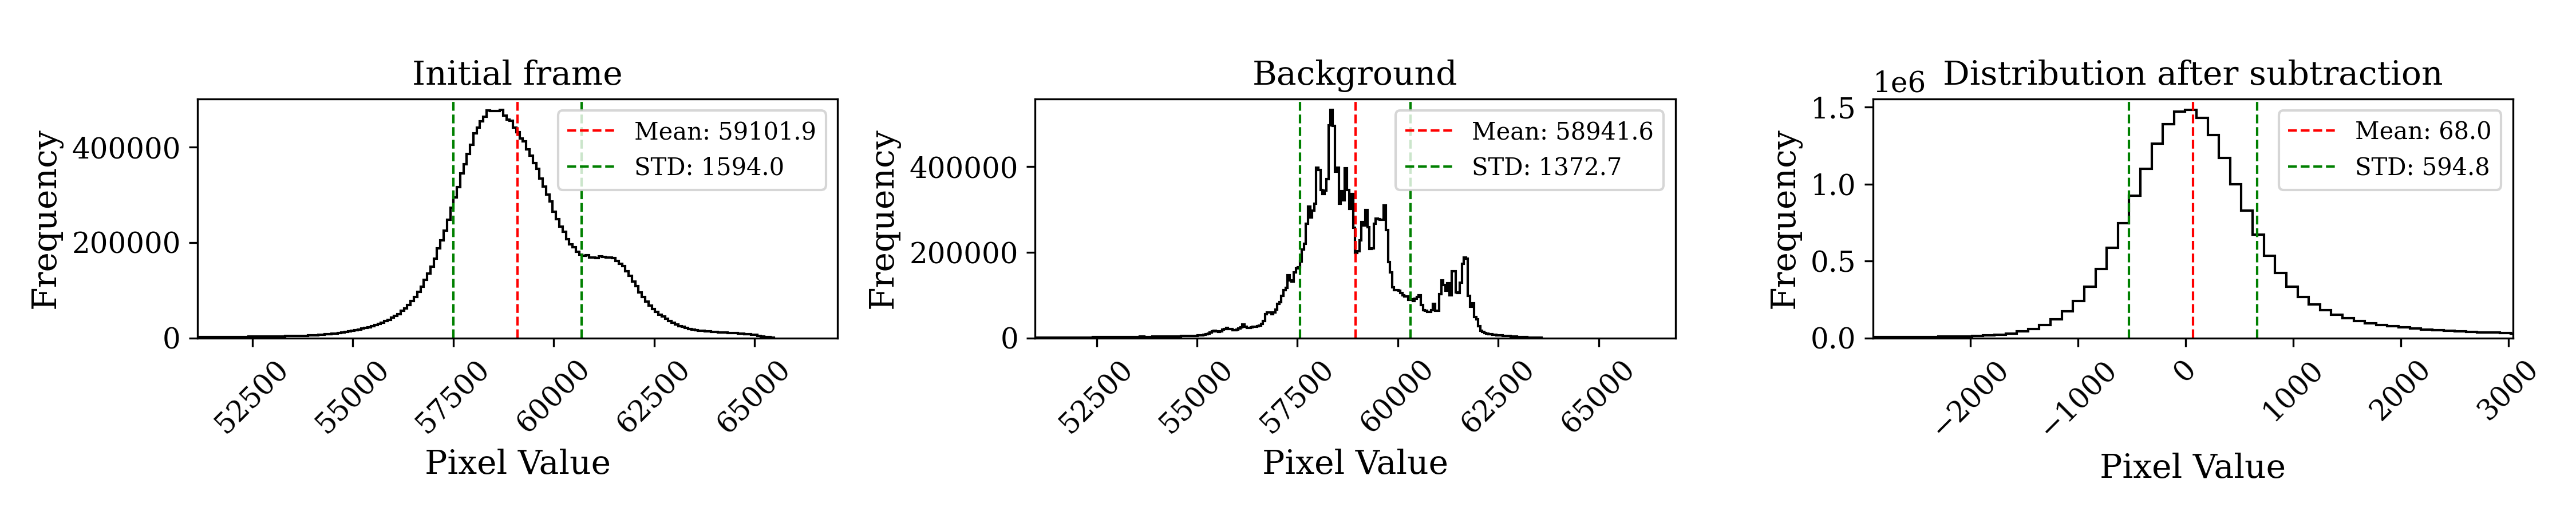 Initial frame
Frequency
400000
200000
0
Mean: 59101.9
STD: 1594.0
52500
55000
57500
60000
62500
65000
Pixel Value
Background
Frequency
400000
200000
0
Mean: 58941.6
STD: 1372.7
52500
55000
57500
60000
62500
65000
Pixel Value
1e6 Distribution after subtraction
Frequency
1.5
1.0
0.5
0.0
Mean: 68.0
STD: 594.8
−2000
−1000
0
1000
2000
3000
Pixel Value